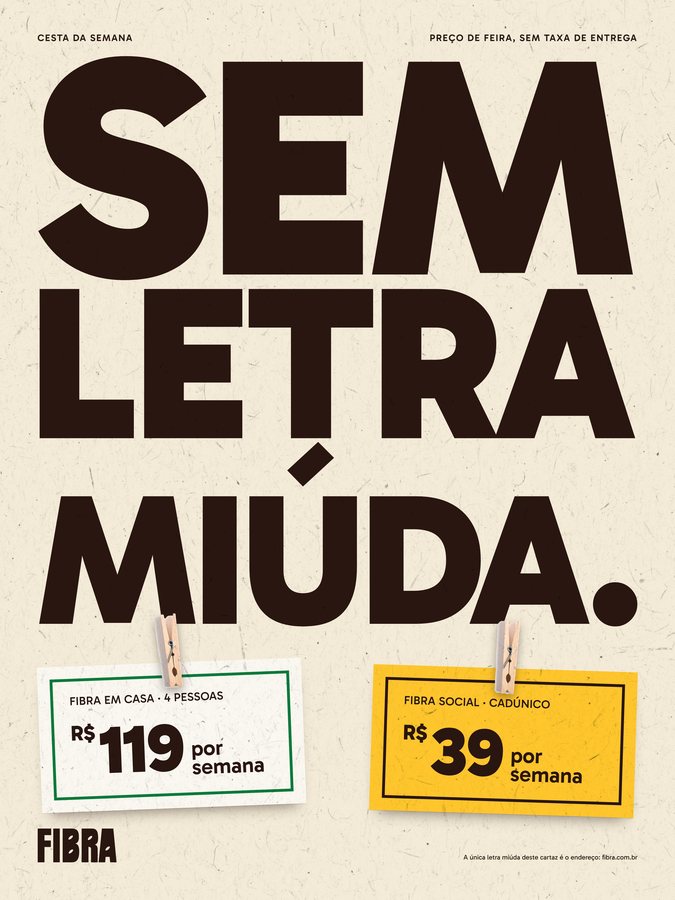 CESTA DA SEMANA
PREÇO DE FEIRA, SEM TAXA DE ENTREGA
SEM
LETRA
MIÚDA.
FIBRA EM CASA · 4 PESSOAS
R$ 119 por semana
FIBRA SOCIAL · CADÚNICO
R$ 39 por semana
FIBRA
A única letra miúda deste cartaz é o endereço: fibra.com.br